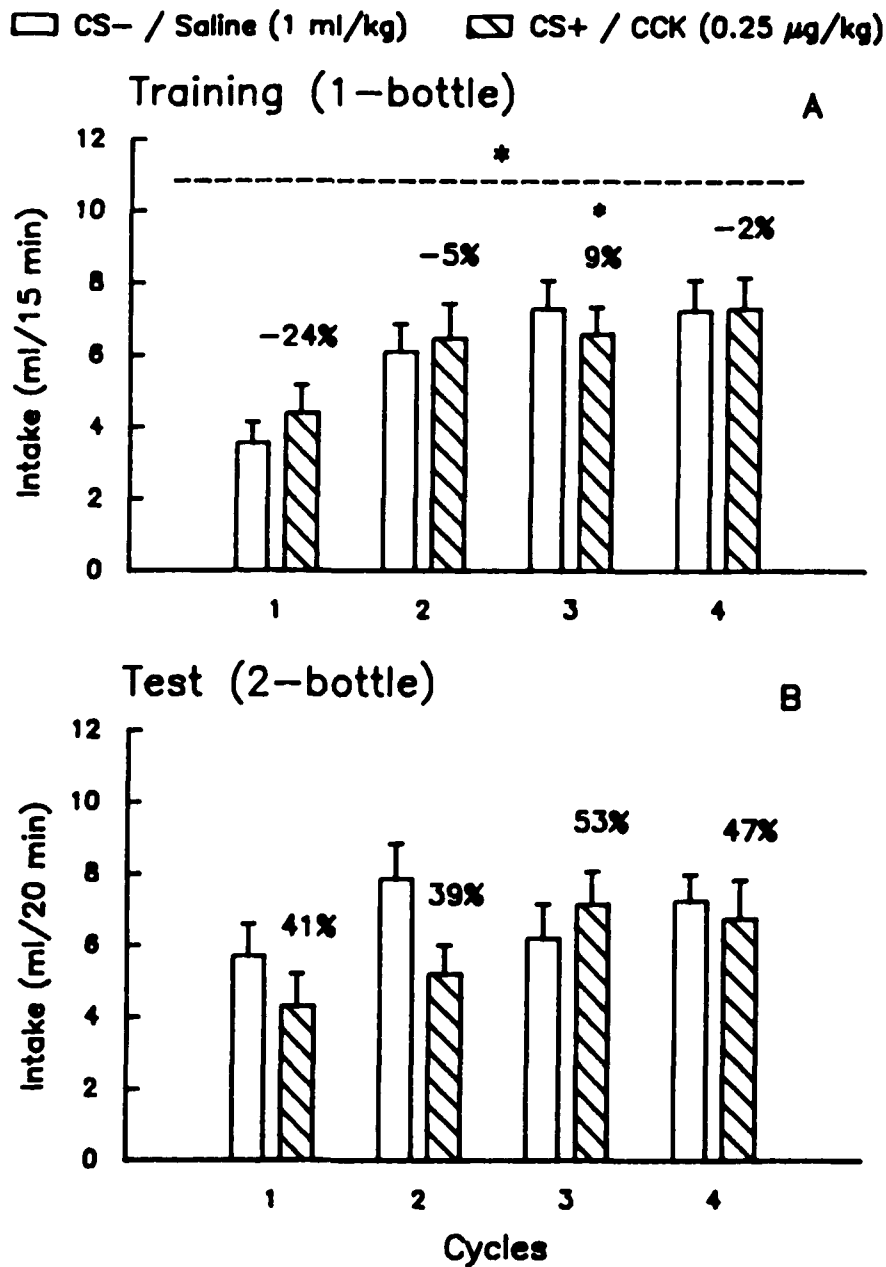 CS− / Saline (1 ml/kg) CS+ / CCK (0.25 μg/kg)
Training (1−bottle)
A
12
10
8
6
4
2
0
Intake (ml/15 min)
*
*
−24%
−5%
9%
−2%
1 2 3 4
Test (2−bottle)
B
12
10
8
6
4
2
0
Intake (ml/20 min)
41%
39%
53%
47%
1 2 3 4
Cycles